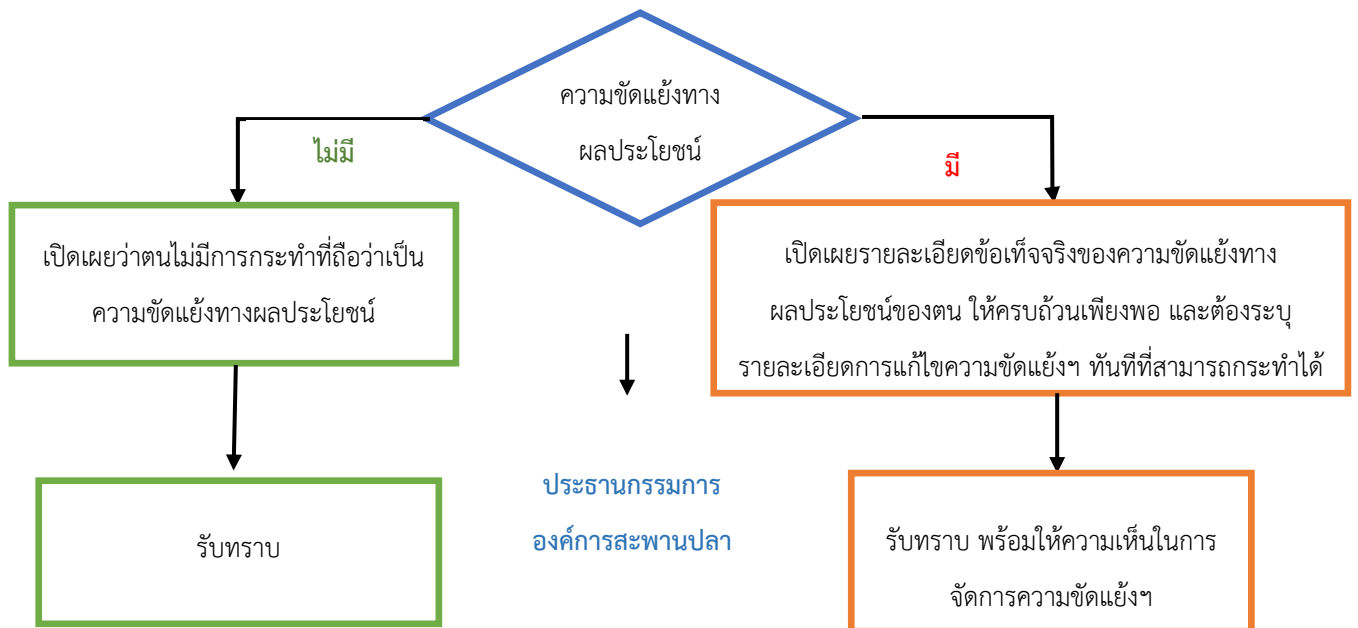 ความขัดแย้งทาง
ผลประโยชน์
ไม่มี
มี
เปิดเผยว่าตนไม่มีการกระทำที่ถือว่าเป็น
ความขัดแย้งทางผลประโยชน์
เปิดเผยรายละเอียดข้อเท็จจริงของความขัดแย้งทาง
ผลประโยชน์ของตน ให้ครบถ้วนเพียงพอ และต้องระบุ
รายละเอียดการแก้ไขความขัดแย้งฯ ทันทีที่สามารถกระทำได้
รับทราบ
ประธานกรรมการ
องค์การสะพานปลา
รับทราบ พร้อมให้ความเห็นในการ
จัดการความขัดแย้งฯ